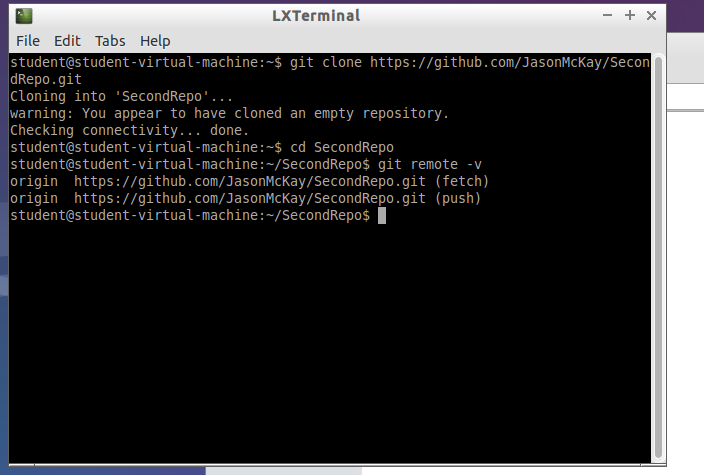 LXTerminal
File Edit Tabs Help
student@student-virtual-machine:~$ git clone https://github.com/JasonMcKay/Secon
dRepo.git
Cloning into 'SecondRepo'...
warning: You appear to have cloned an empty repository.
Checking connectivity... done.
student@student-virtual-machine:~$ cd SecondRepo
student@student-virtual-machine:~/SecondRepo$ git remote -v
origin  https://github.com/JasonMcKay/SecondRepo.git (fetch)
origin  https://github.com/JasonMcKay/SecondRepo.git (push)
student@student-virtual-machine:~/SecondRepo$